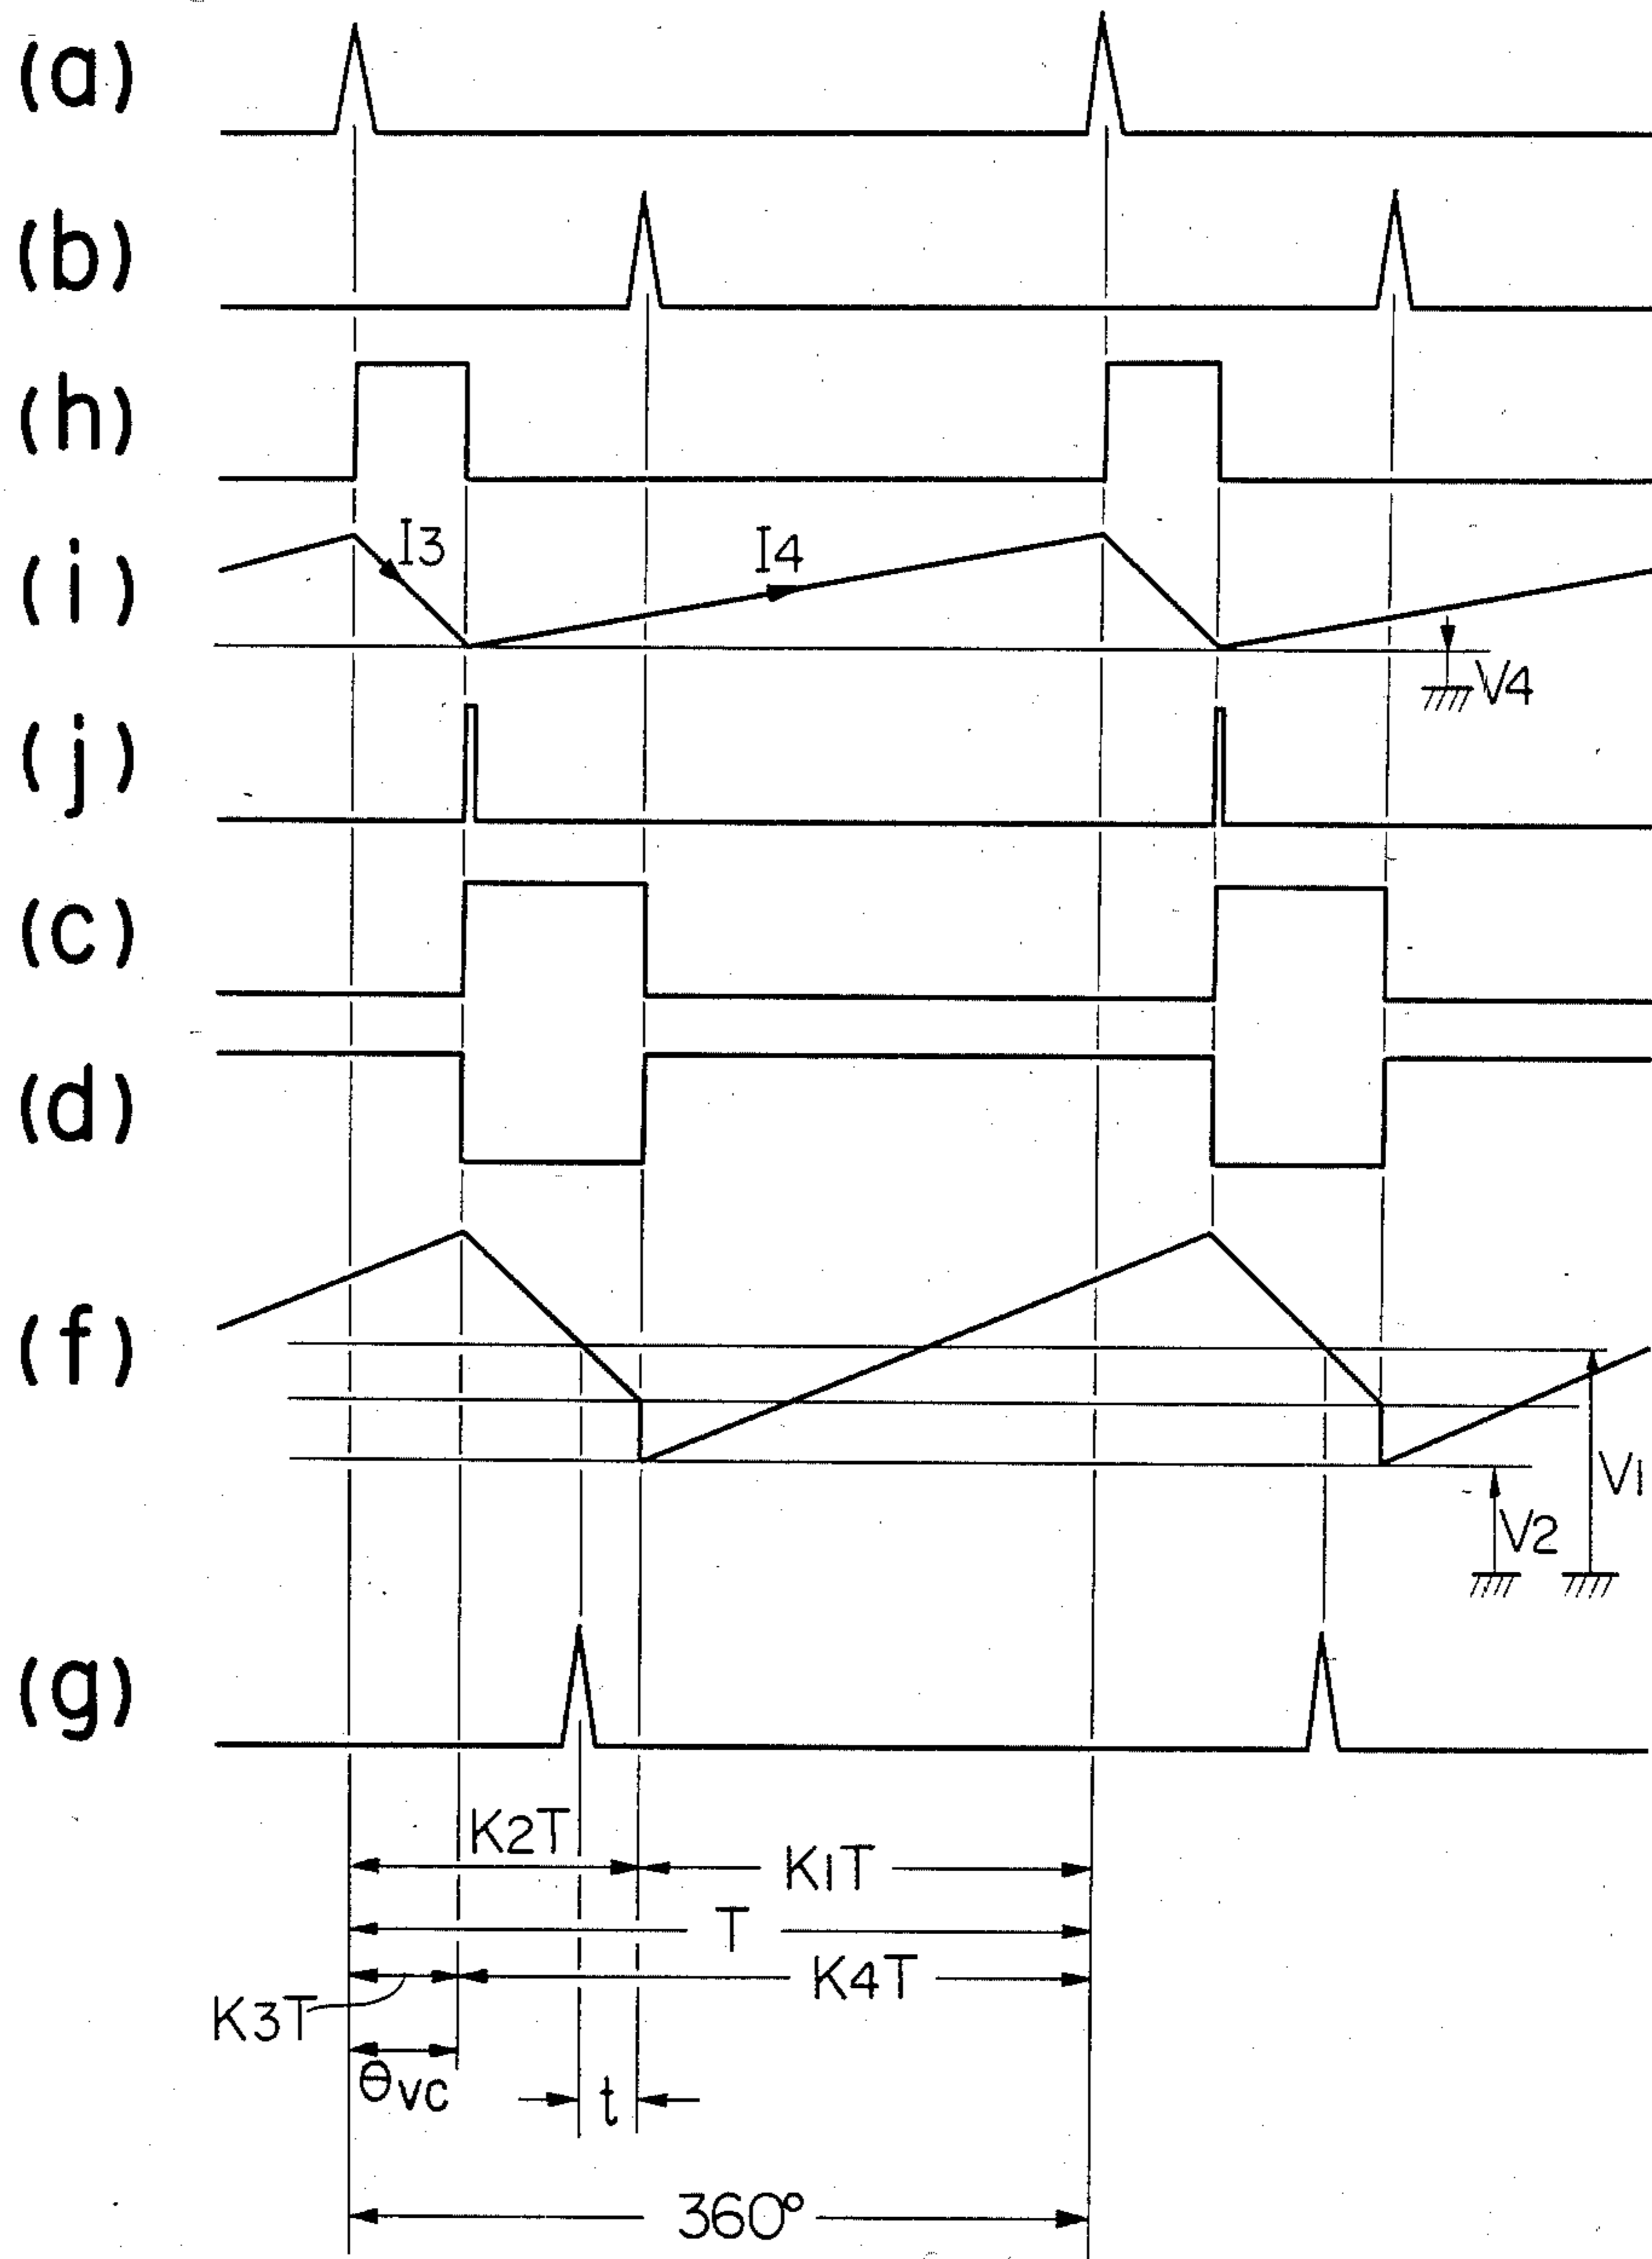 (a)
(b)
(h)
(i)
I3
I4
V4
(j)
(c)
(d)
(f)
V1
V2
(g)
K2T
K1T
T
K4T
K3T
θvc
t
360°